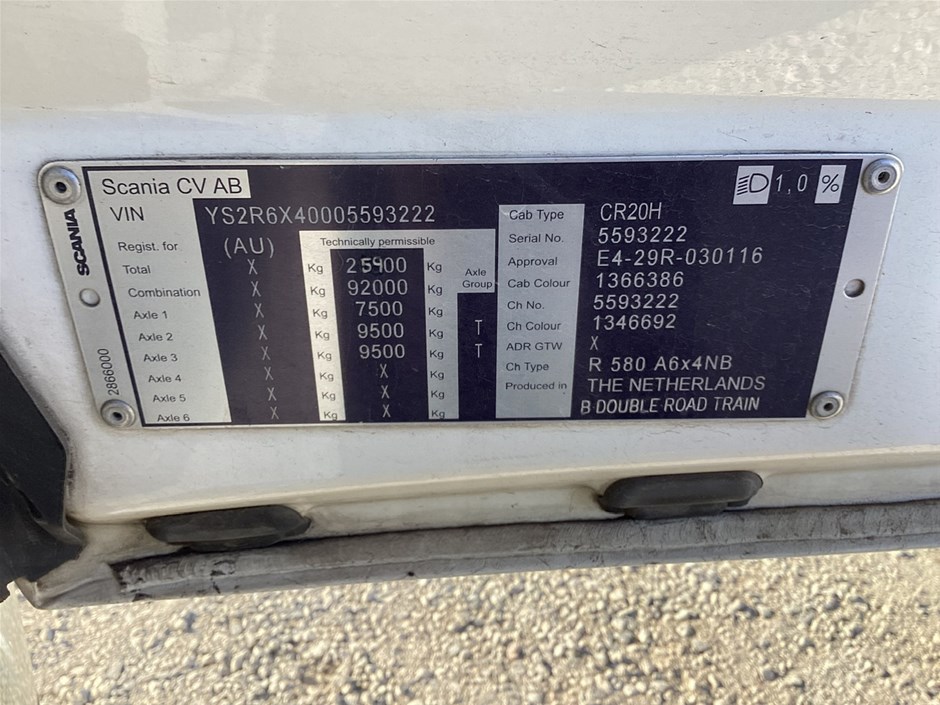 Scania CV AB
1,0 %
SCANIA
2866000
VIN YS2R6X40005593222
Regist. for (AU) Technically permissible
Total X Kg Kg Axle Group
Combination X Kg 92000 Kg
Axle 1 X Kg 7500 Kg
Axle 2 X Kg 9500 Kg T
Axle 3 X Kg 9500 Kg T
Axle 4 X Kg X Kg
Axle 5 X Kg X Kg
Axle 6 X Kg X Kg
Cab Type CR20H
Serial No. 5593222
Approval E4-29R-030116
Cab Colour 1366386
Ch No. 5593222
Ch Colour 1346692
ADR GTW X
Ch Type R 580 A6x4NB
Produced in THE NETHERLANDS
B DOUBLE ROAD TRAIN